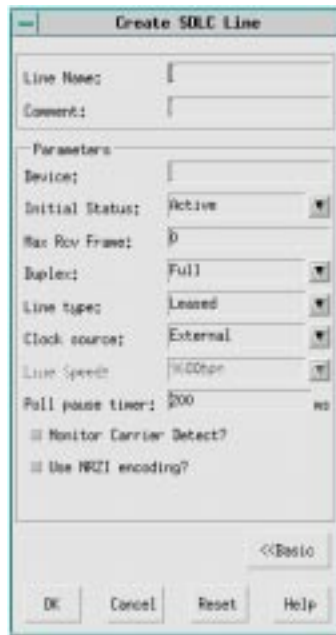 Create SDLC Line
Line Name:
Comment:
Parameters
Device:
Initial Status: Active
Max Rcv Frame: 0
Duplex: Full
Line type: Leased
Clock source: External
Line Speed:
Poll pause timer: 200 ms
Monitor Carrier Detect?
Use NRZI encoding?
<<Basic
OK Cancel Reset Help